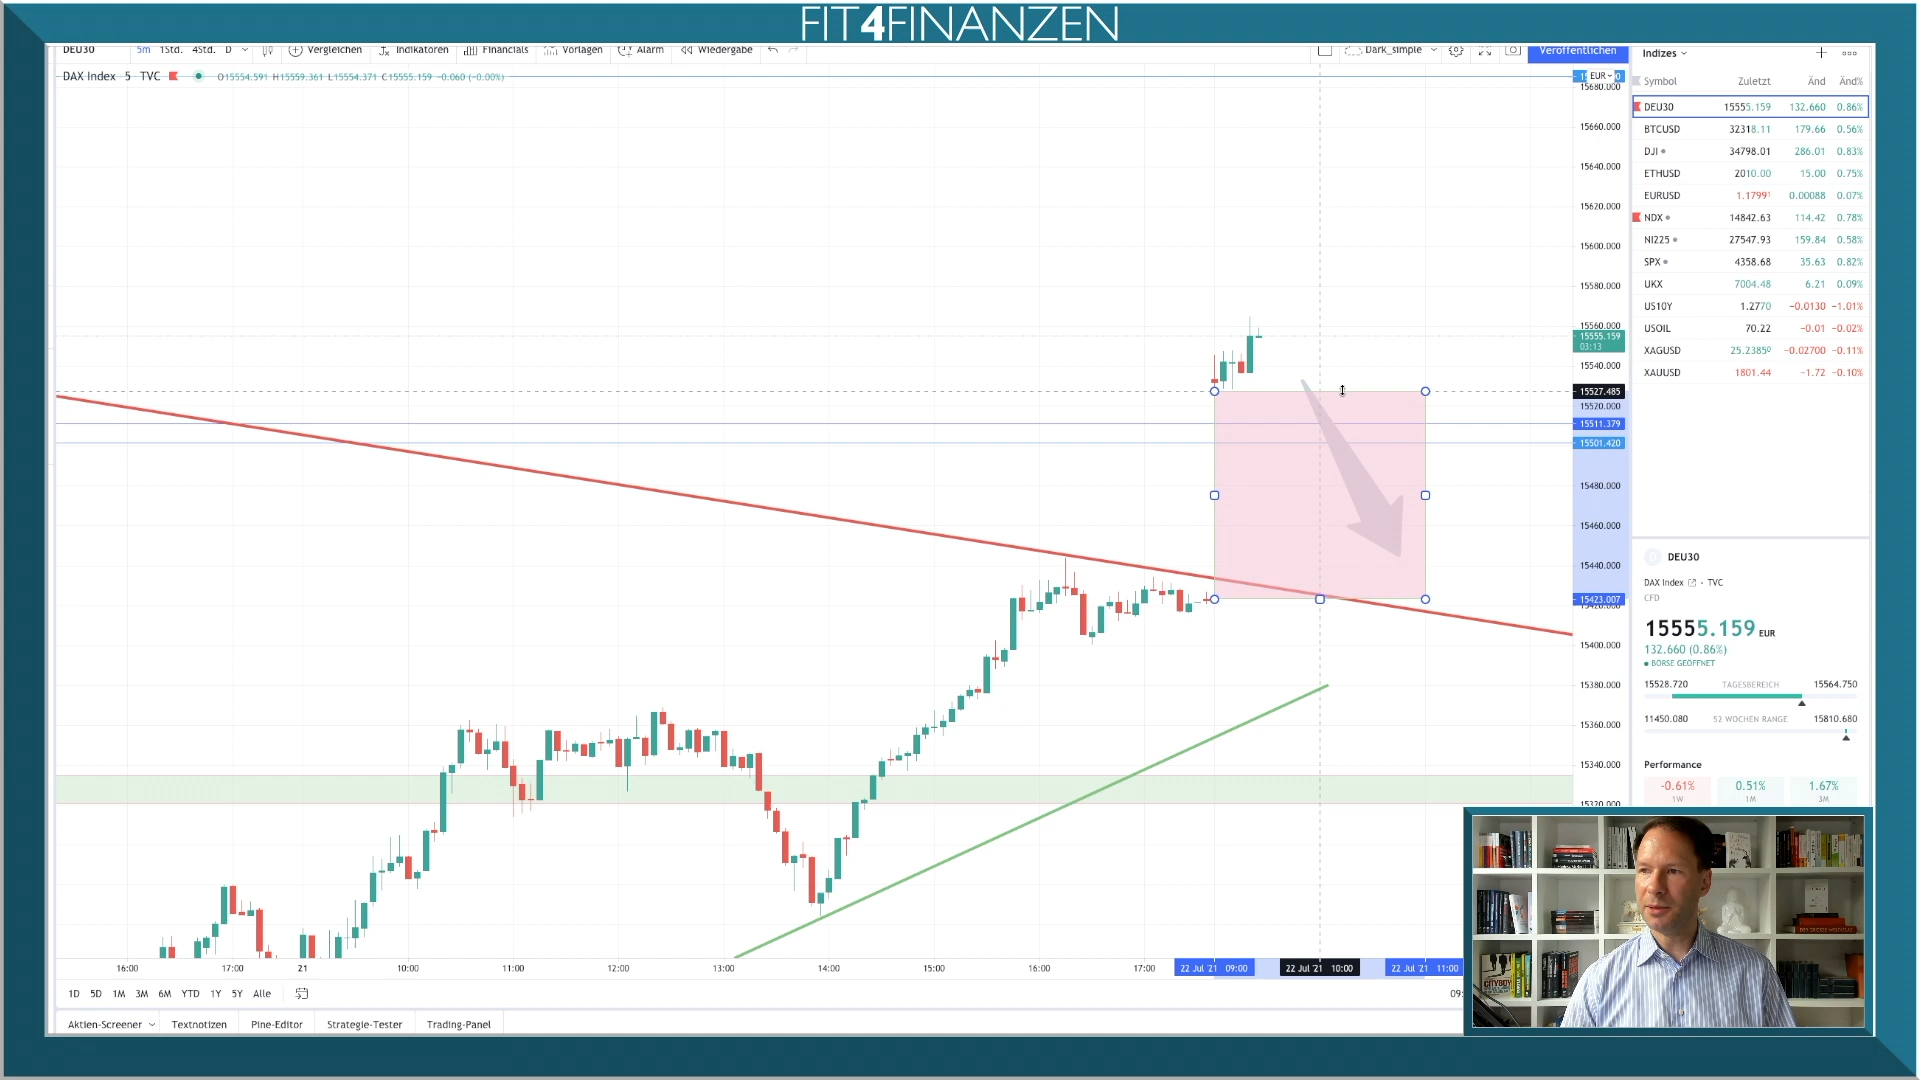 FIT4FINANZEN
DEU30 5m 1Std. 4Std. D Vergleichen Indikatoren Financials Vorlagen Alarm Wiedergabe Dark_simple Veröffentlichen
DAX Index 5 TVC O15554.591 H15559.361 L15554.371 C15555.159 −0.060 (−0.00%)
EUR
15680.000
15660.000
15640.000
15620.000
15600.000
15580.000
15560.000
15555.159
03:13
15540.000
15527.485
15520.000
15511.379
15501.420
15480.000
15460.000
15440.000
15423.007
15400.000
15380.000
15360.000
15340.000
15320.000
16:00 17:00 21 10:00 11:00 12:00 13:00 14:00 15:00 16:00 17:00 22 Jul '21 09:00 22 Jul '21 10:00 22 Jul '21 11:00
1D 5D 1M 3M 6M YTD 1Y 5Y Alle
Aktien-Screener Textnotizen Pine-Editor Strategie-Tester Trading-Panel
Indizes
Symbol Zuletzt Änd Änd%
DEU30 15555.159 132.660 0.86%
BTCUSD 32318.11 179.66 0.56%
DJI 34798.01 286.01 0.83%
ETHUSD 2010.00 15.00 0.75%
EURUSD 1.17991 0.00088 0.07%
NDX 14842.63 114.42 0.78%
NI225 27547.93 159.84 0.58%
SPX 4358.68 35.63 0.82%
UKX 7004.48 6.21 0.09%
US10Y 1.2770 −0.0130 −1.01%
USOIL 70.22 −0.01 −0.02%
XAGUSD 25.23850 −0.02700 −0.11%
XAUUSD 1801.44 −1.72 −0.10%
DEU30
DAX Index • TVC
CFD
15555.159 EUR
132.660 (0.86%)
BÖRSE GEÖFFNET
15528.720 TAGESBEREICH 15564.750
11450.080 52 WOCHEN RANGE 15810.680
Performance
-0.61% 0.51% 1.67%
1W 1M 3M
CITYBOY